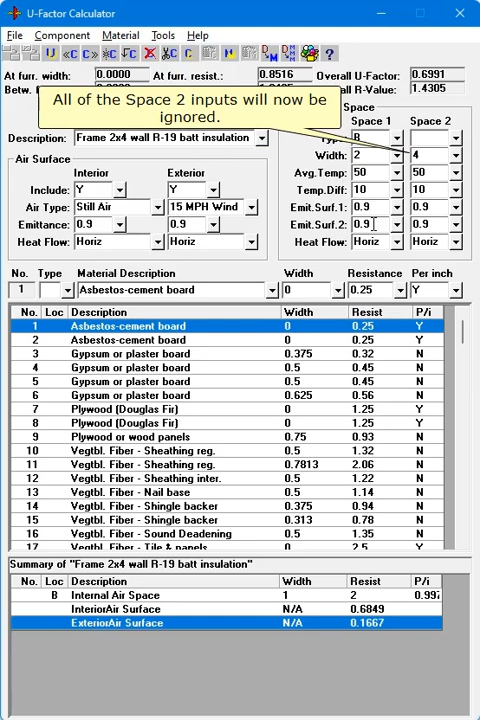 U-Factor Calculator
File Component Material Tools Help
At furr. width: 0.0000 At furr. resist.: 0.8516 Overall U-Factor: 0.6991
Betw. R-Value: 1.4305
All of the Space 2 inputs will now be
ignored.
Space
Space 1 Space 2
Type: B
Description: Frame 2x4 wall R-19 batt insulation
Width: 2 4
Air Surface
Avg.Temp: 50 50
Interior Exterior
Include: Y Y
Temp.Diff: 10 10
Air Type: Still Air 15 MPH Wind
Emit.Surf.1: 0.9 0.9
Emittance: 0.9 0.9
Emit.Surf.2: 0.9 0.9
Heat Flow: Horiz Horiz
Heat Flow: Horiz Horiz
No. Type Material Description Width Resistance Per inch
1 Asbestos-cement board 0 0.25 Y
No. Loc Description Width Resist P/i
1 Asbestos-cement board 0 0.25 Y
2 Asbestos-cement board 0 0.25 Y
3 Gypsum or plaster board 0.375 0.32 N
4 Gypsum or plaster board 0.5 0.45 N
5 Gypsum or plaster board 0.5 0.45 N
6 Gypsum or plaster board 0.625 0.56 N
7 Plywood (Douglas Fir) 0 1.25 Y
8 Plywood (Douglas Fir) 0 1.25 Y
9 Plywood or wood panels 0.75 0.93 N
10 Vegtbl. Fiber - Sheathing reg. 0.5 1.32 N
11 Vegtbl. Fiber - Sheathing reg. 0.7813 2.06 N
12 Vegtbl. Fiber - Sheathing inter. 0.5 1.22 N
13 Vegtbl. Fiber - Nail base 0.5 1.14 N
14 Vegtbl. Fiber - Shingle backer 0.375 0.94 N
15 Vegtbl. Fiber - Shingle backer 0.313 0.78 N
16 Vegtbl. Fiber - Sound Deadening 0.5 1.35 N
17 Vegtbl. Fiber - Tile & panels 0 2.5 Y
Summary of "Frame 2x4 wall R-19 batt insulation"
No. Loc Description Width Resist P/i
B Internal Air Space 1 2 0.992
InteriorAir Surface N/A 0.6849
ExteriorAir Surface N/A 0.1667